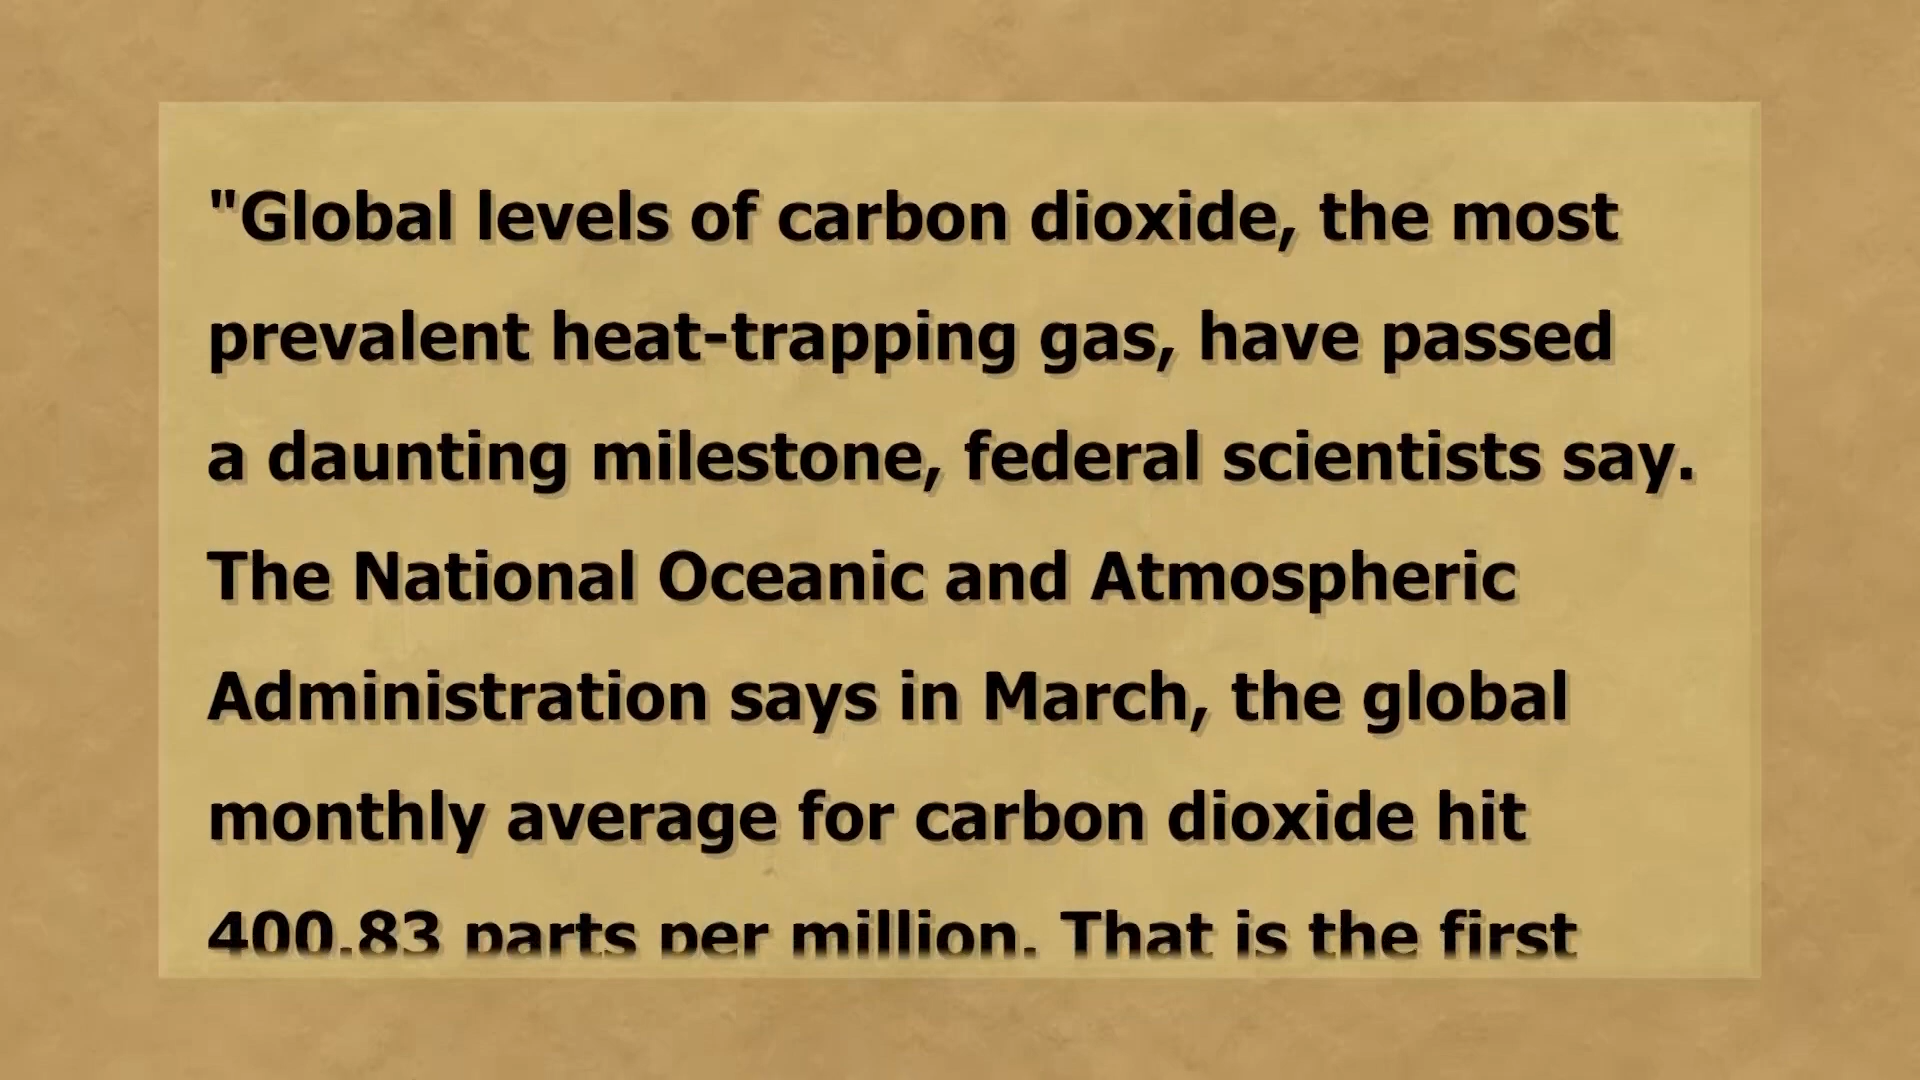 "Global levels of carbon dioxide, the most
prevalent heat-trapping gas, have passed
a daunting milestone, federal scientists say.
The National Oceanic and Atmospheric
Administration says in March, the global
monthly average for carbon dioxide hit
400.83 parts per million. That is the first